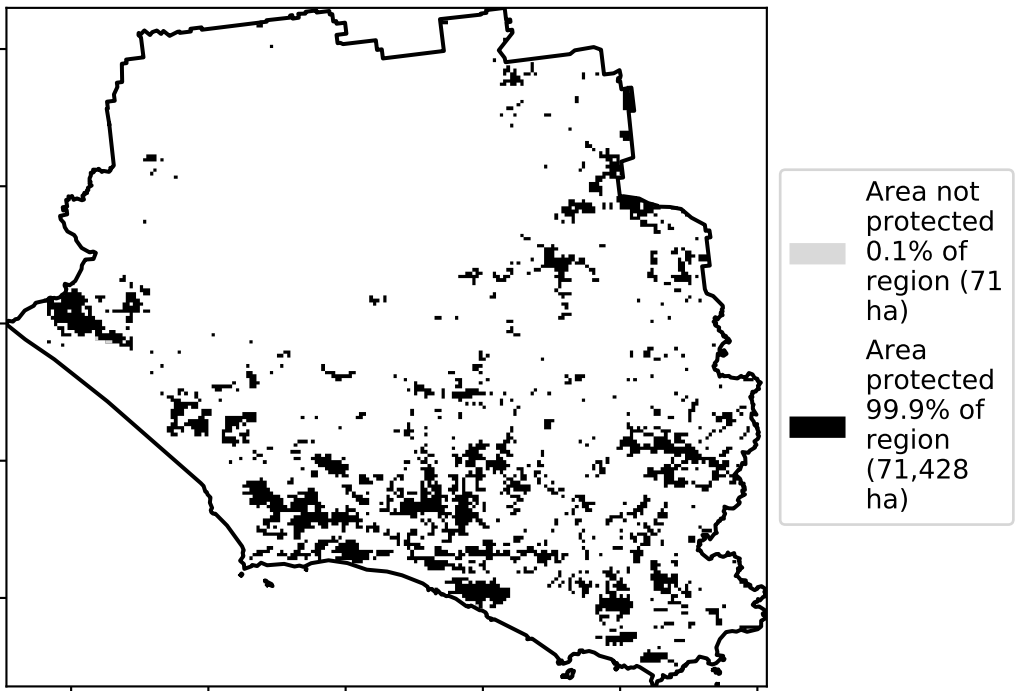 Area not
protected
0.1% of
region (71
ha)
Area
protected
99.9% of
region
(71,428
ha)